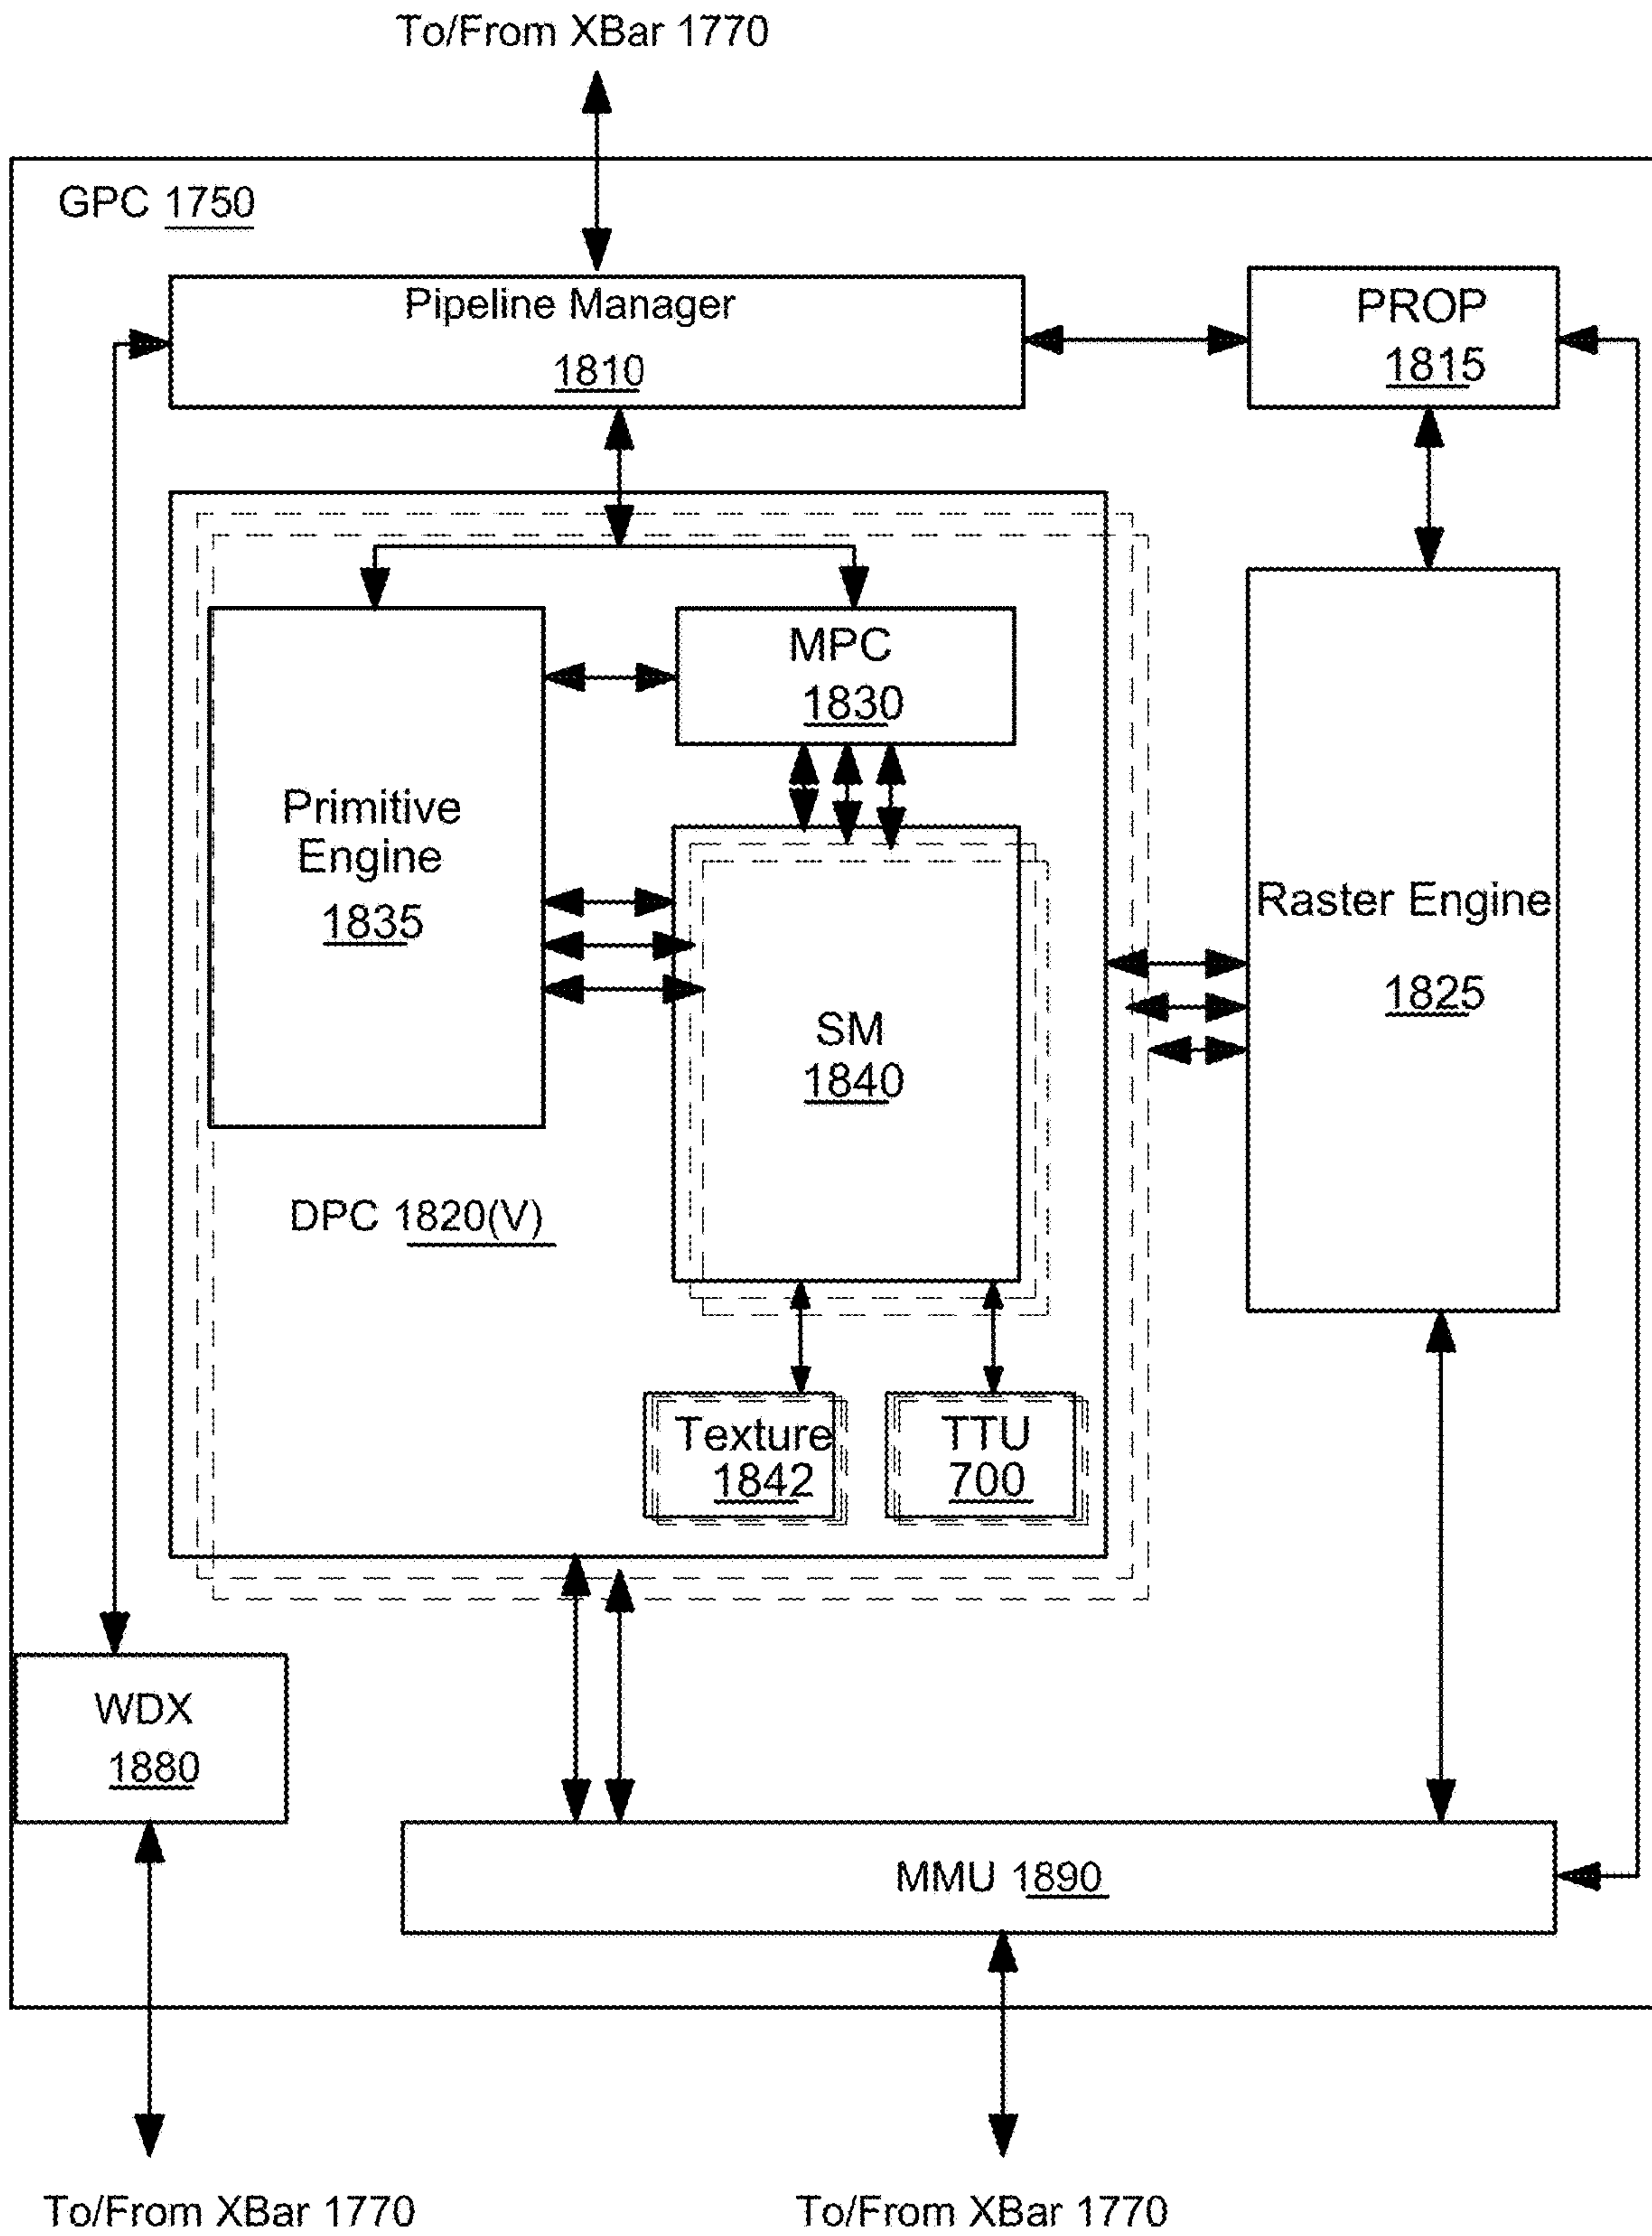 To/From XBar 1770
GPC 1750
Pipeline Manager
1810
PROP
1815
MPC
1830
Primitive
Engine
1835
SM
1840
Raster Engine
1825
DPC 1820(V)
Texture
1842
TTU
700
WDX
1880
MMU 1890
To/From XBar 1770
To/From XBar 1770